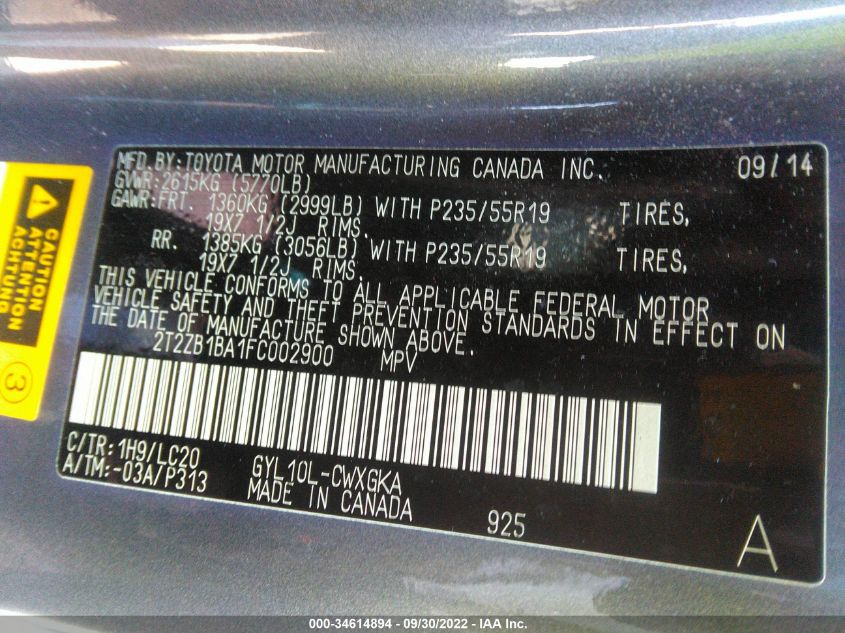 MFD. BY: TOYOTA MOTOR MANUFACTURING CANADA INC. 09/14
GVWR: 2615KG (5770LB)
GAWR: FRT. 1360KG (2999LB) WITH P235/55R19 TIRES,
19X7 1/2J RIMS.
RR. 1385KG (3056LB) WITH P235/55R19 TIRES,
19X7 1/2J RIMS.
THIS VEHICLE CONFORMS TO ALL APPLICABLE FEDERAL MOTOR
VEHICLE SAFETY AND THEFT PREVENTION STANDARDS IN EFFECT ON
THE DATE OF MANUFACTURE SHOWN ABOVE.
2T2ZB1BA1FC002900 MPV
C/TR: 1H9/LC20
A/TM: -03A/P313
GYL10L-CWXGKA
MADE IN CANADA
925
A
CAUTION
ATTENTION
ACHTUNG
3
000-34614894 - 09/30/2022 - IAA Inc.